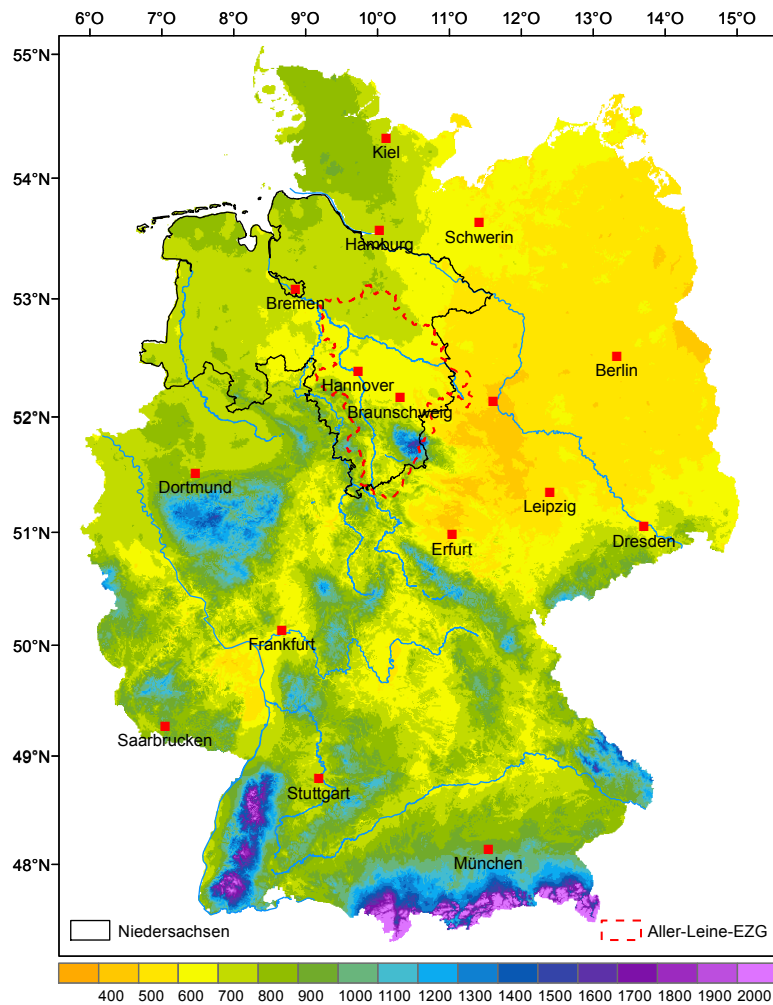 6°O 7°O 8°O 9°O 10°O 11°O 12°O 13°O 14°O 15°O
55°N
Kiel
54°N
Schwerin
Hamburg
53°N
Bremen
Berlin
Hannover
Braunschweig
52°N
Dortmund
Leipzig
51°N
Dresden
Erfurt
50°N
Frankfurt
Saarbrucken
49°N
Stuttgart
48°N
München
Niedersachsen
Aller-Leine-EZG
400 500 600 700 800 900 1000 1100 1200 1300 1400 1500 1600 1700 1800 1900 2000